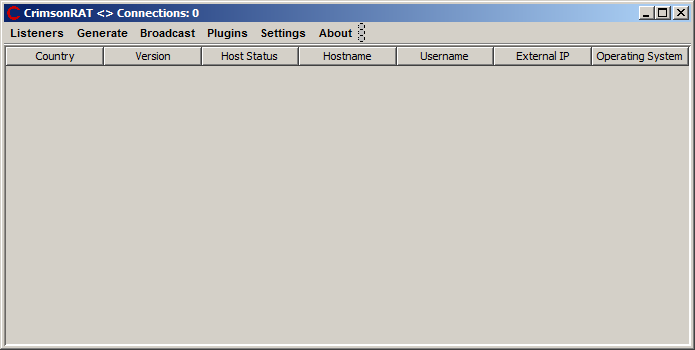 CrimsonRAT <> Connections: 0
Listeners Generate Broadcast Plugins Settings About
Country Version Host Status Hostname Username External IP Operating System